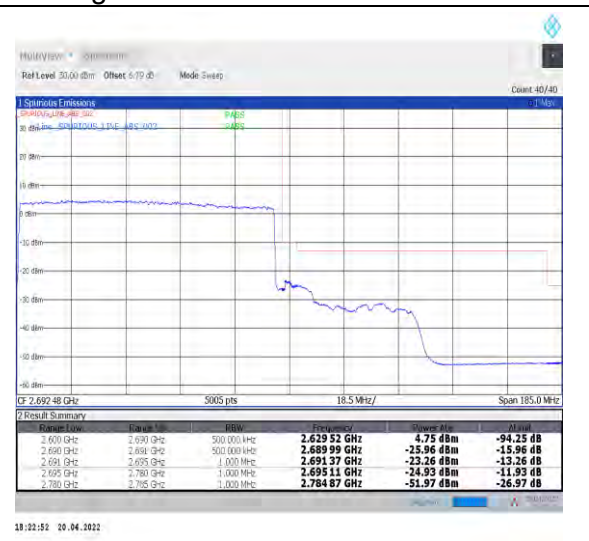 MultiView
Ref Level 30.00 dBm Offset 6.79 dB Mode Sweep
Count 40/40
1 Spurious Emissions
PASS
Line _SPURIOUS_LINE_ABS_002 PASS
30 dBm
20 dBm
10 dBm
0 dBm
-10 dBm
-20 dBm
-30 dBm
-40 dBm
-50 dBm
-60 dBm
CF 2.692 48 GHz 5005 pts 18.5 MHz/ Span 185.0 MHz
2 Result Summary
Range Low Range Up RBW Frequency Power Abs ΔLimit
2.600 GHz 2.690 GHz 500.000 kHz 2.629 52 GHz 4.75 dBm -94.25 dB
2.690 GHz 2.691 GHz 500.000 kHz 2.689 99 GHz -25.96 dBm -15.96 dB
2.691 GHz 2.695 GHz 1.000 MHz 2.691 37 GHz -23.26 dBm -13.26 dB
2.695 GHz 2.780 GHz 1.000 MHz 2.695 11 GHz -24.93 dBm -11.93 dB
2.780 GHz 2.785 GHz 1.000 MHz 2.784 87 GHz -51.97 dBm -26.97 dB
18:22:52 20.04.2022